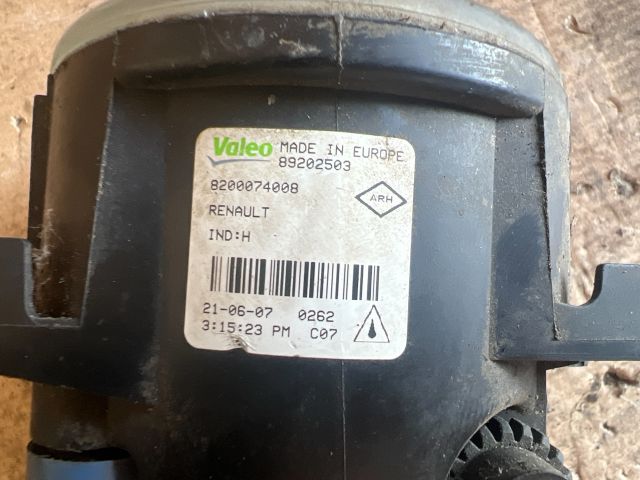 Valeo MADE IN EUROPE
89202503
8200074008
ARH
RENAULT
IND:H
21-06-07 0262
3:15:23 PM C07